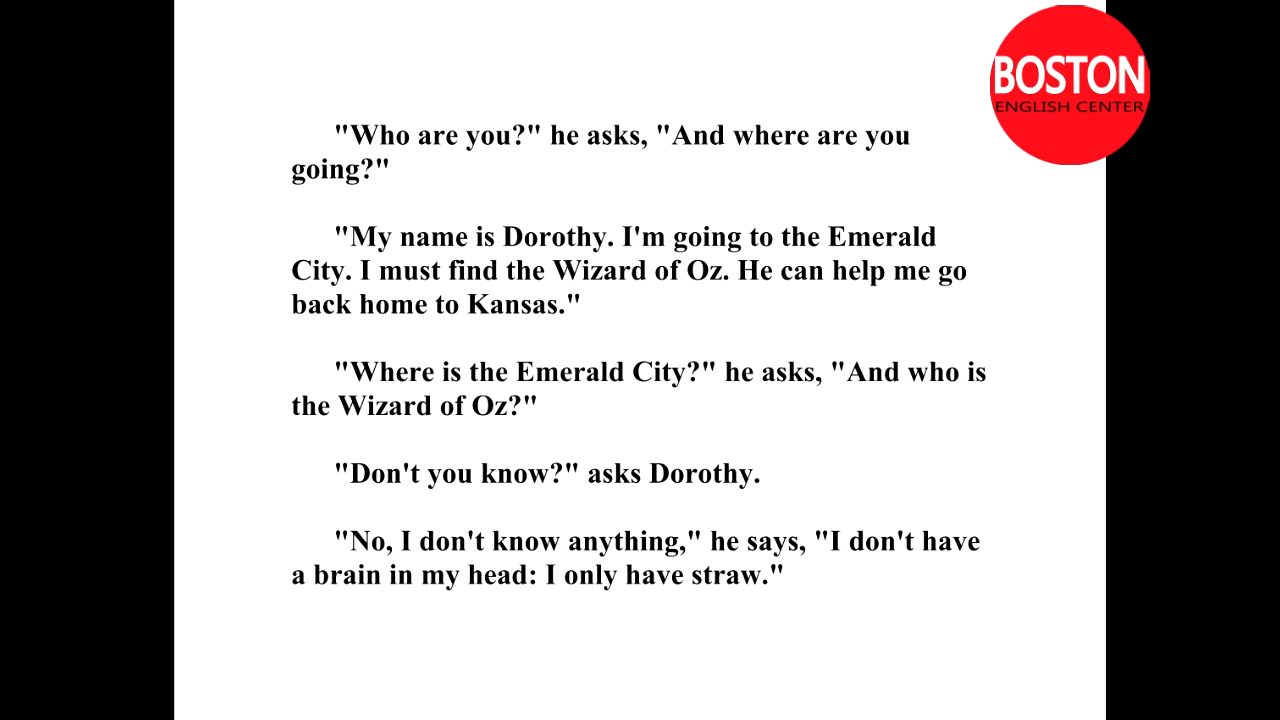 BOSTON
ENGLISH CENTER
"Who are you?" he asks, "And where are you
going?"
"My name is Dorothy. I'm going to the Emerald
City. I must find the Wizard of Oz. He can help me go
back home to Kansas."
"Where is the Emerald City?" he asks, "And who is
the Wizard of Oz?"
"Don't you know?" asks Dorothy.
"No, I don't know anything," he says, "I don't have
a brain in my head: I only have straw."